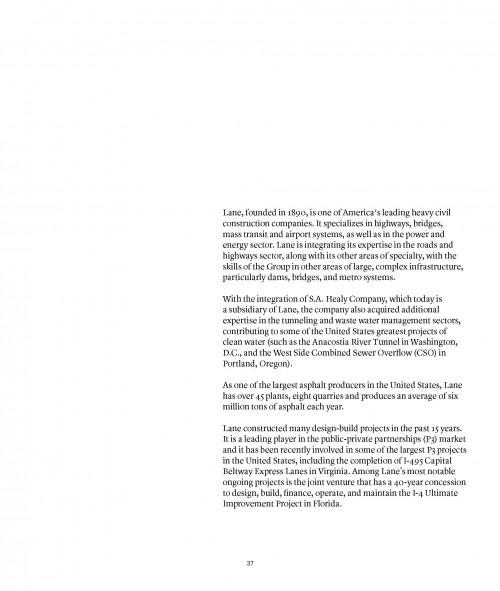 Lane, founded in 1890, is one of America's leading heavy civil
construction companies. It specializes in highways, bridges,
mass transit and airport systems, as well as in the power and
energy sector. Lane is integrating its expertise in the roads and
highways sector, along with its other areas of specialty, with the
skills of the Group in other areas of large, complex infrastructure,
particularly dams, bridges, and metro systems.
With the integration of S.A. Healy Company, which today is
a subsidiary of Lane, the company also acquired additional
expertise in the tunneling and waste water management sectors,
contributing to some of the United States greatest projects of
clean water (such as the Anacostia River Tunnel in Washington,
D.C., and the West Side Combined Sewer Overflow (CSO) in
Portland, Oregon).
As one of the largest asphalt producers in the United States, Lane
has over 45 plants, eight quarries and produces an average of six
million tons of asphalt each year.
Lane constructed many design-build projects in the past 15 years.
It is a leading player in the public-private partnerships (P3) market
and it has been recently involved in some of the largest P3 projects
in the United States, including the completion of I-495 Capital
Beltway Express Lanes in Virginia. Among Lane's most notable
ongoing projects is the joint venture that has a 40-year concession
to design, build, finance, operate, and maintain the I-4 Ultimate
Improvement Project in Florida.
37